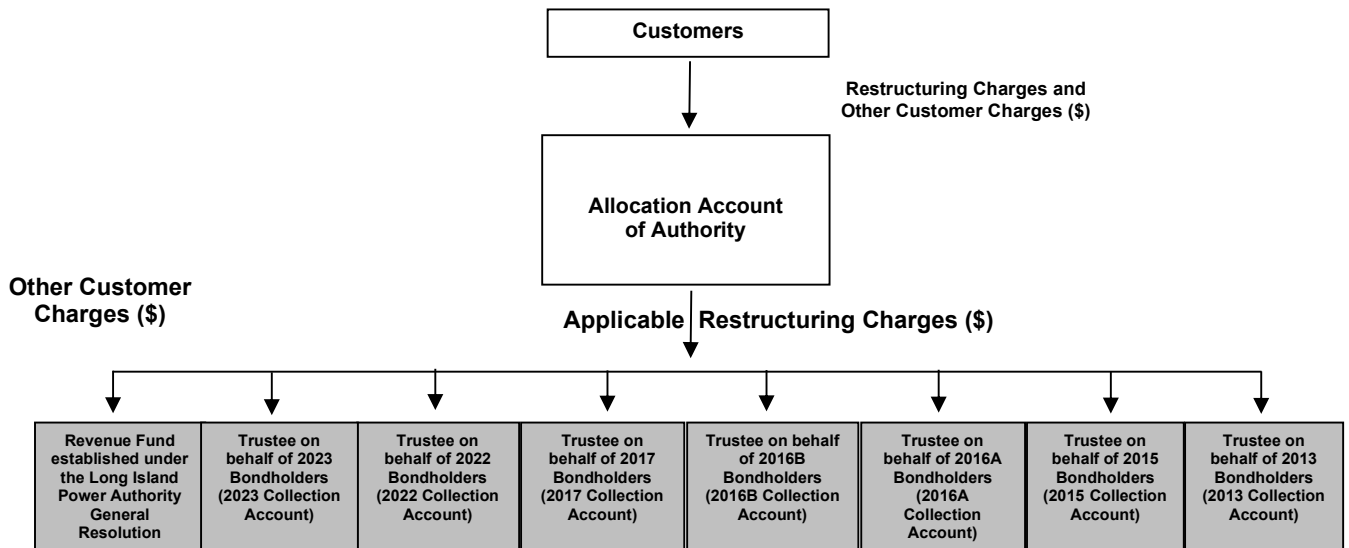 Customers
Restructuring Charges and
Other Customer Charges ($)
Allocation Account
of Authority
Other Customer
Charges ($)
Applicable Restructuring Charges ($)
Revenue Fund
established under
the Long Island
Power Authority
General
Resolution
Trustee on
behalf of 2023
Bondholders
(2023 Collection
Account)
Trustee on
behalf of 2022
Bondholders
(2022 Collection
Account)
Trustee on
behalf of 2017
Bondholders
(2017 Collection
Account)
Trustee on behalf
of 2016B
Bondholders
(2016B Collection
Account)
Trustee on
behalf of 2016A
Bondholders
(2016A
Collection
Account)
Trustee on
behalf of 2015
Bondholders
(2015 Collection
Account)
Trustee on
behalf of 2013
Bondholders
(2013 Collection
Account)